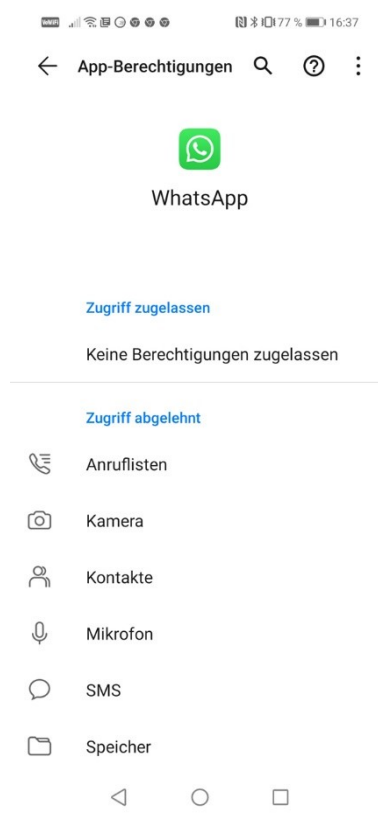 VoWiFi 77 % 16:37
App-Berechtigungen
WhatsApp
Zugriff zugelassen
Keine Berechtigungen zugelassen
Zugriff abgelehnt
Anruflisten
Kamera
Kontakte
Mikrofon
SMS
Speicher